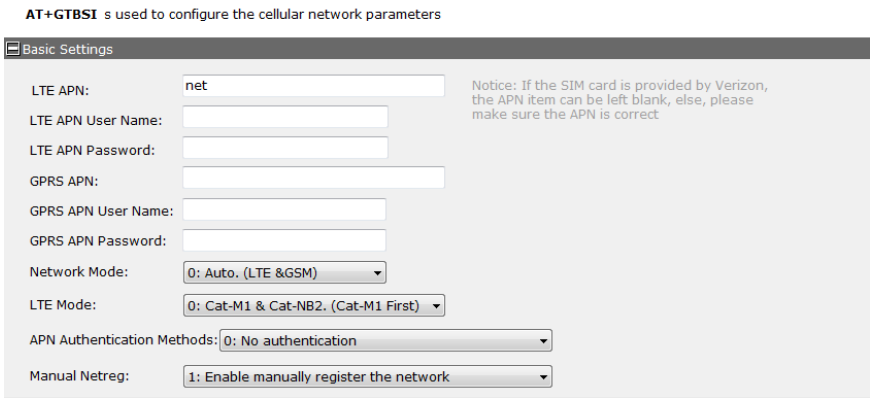 AT+GTBSI s used to configure the cellular network parameters
Basic Settings
LTE APN: net
Notice: If the SIM card is provided by Verizon,
the APN item can be left blank, else, please
make sure the APN is correct
LTE APN User Name:
LTE APN Password:
GPRS APN:
GPRS APN User Name:
GPRS APN Password:
Network Mode: 0: Auto. (LTE &GSM)
LTE Mode: 0: Cat-M1 & Cat-NB2. (Cat-M1 First)
APN Authentication Methods: 0: No authentication
Manual Netreg: 1: Enable manually register the network